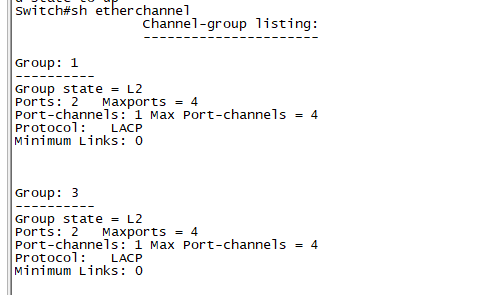 Switch#sh etherchannel
Channel-group listing:
----------------------
Group: 1
----------
Group state = L2
Ports: 2   Maxports = 4
Port-channels: 1 Max Port-channels = 4
Protocol:   LACP
Minimum Links: 0
Group: 3
----------
Group state = L2
Ports: 2   Maxports = 4
Port-channels: 1 Max Port-channels = 4
Protocol:   LACP
Minimum Links: 0